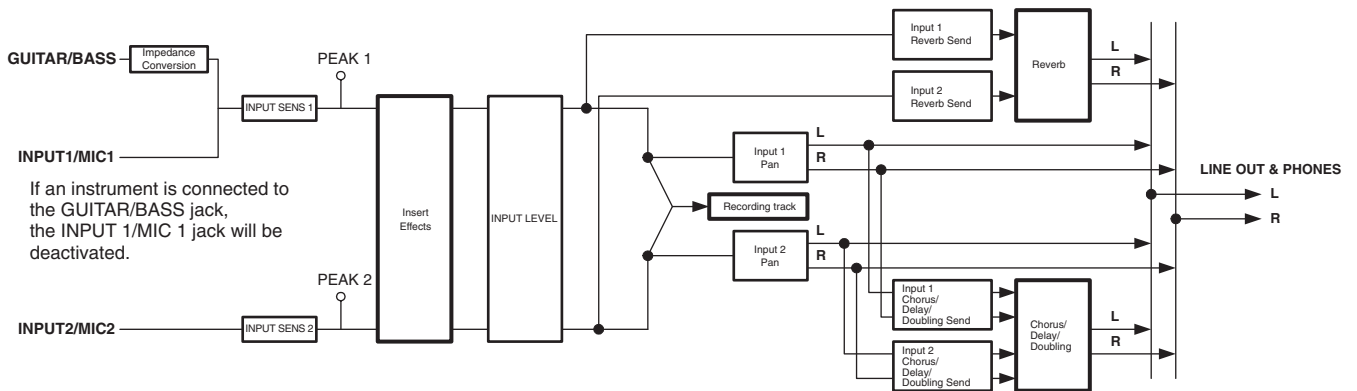 GUITAR/BASS
Impedance
Conversion
INPUT1/MIC1
If an instrument is connected to
the GUITAR/BASS jack,
the INPUT 1/MIC 1 jack will be
deactivated.
INPUT2/MIC2
INPUT SENS 1
PEAK 1
INPUT SENS 2
PEAK 2
Insert
Effects
INPUT LEVEL
Input 1
Reverb Send
Input 2
Reverb Send
Reverb
L
R
Input 1
Pan
L
R
Recording track
Input 2
Pan
L
R
Input 1
Chorus/
Delay/
Doubling Send
Input 2
Chorus/
Delay/
Doubling Send
Chorus/
Delay/
Doubling
L
R
LINE OUT & PHONES
L
R